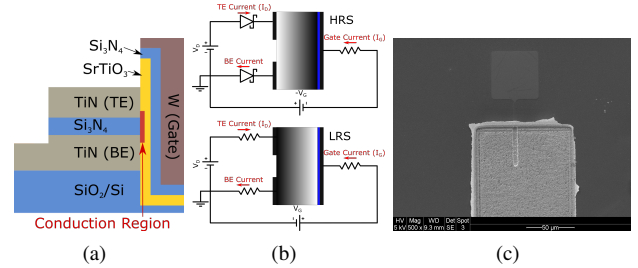 Si3N4
SrTiO3
TiN (TE)
Si3N4
TiN (BE)
SiO2/Si
W (Gate)
Conduction Region
(a)
TE Current (ID)
HRS
Gate Current (IG)
VD
BE Current
-VG
TE Current (ID)
LRS
Gate Current (IG)
VD
BE Current
VG
(b)
HV Mag WD Det Spot
5 kV 500 x 9.3 mm SE 3
50 µm
(c)